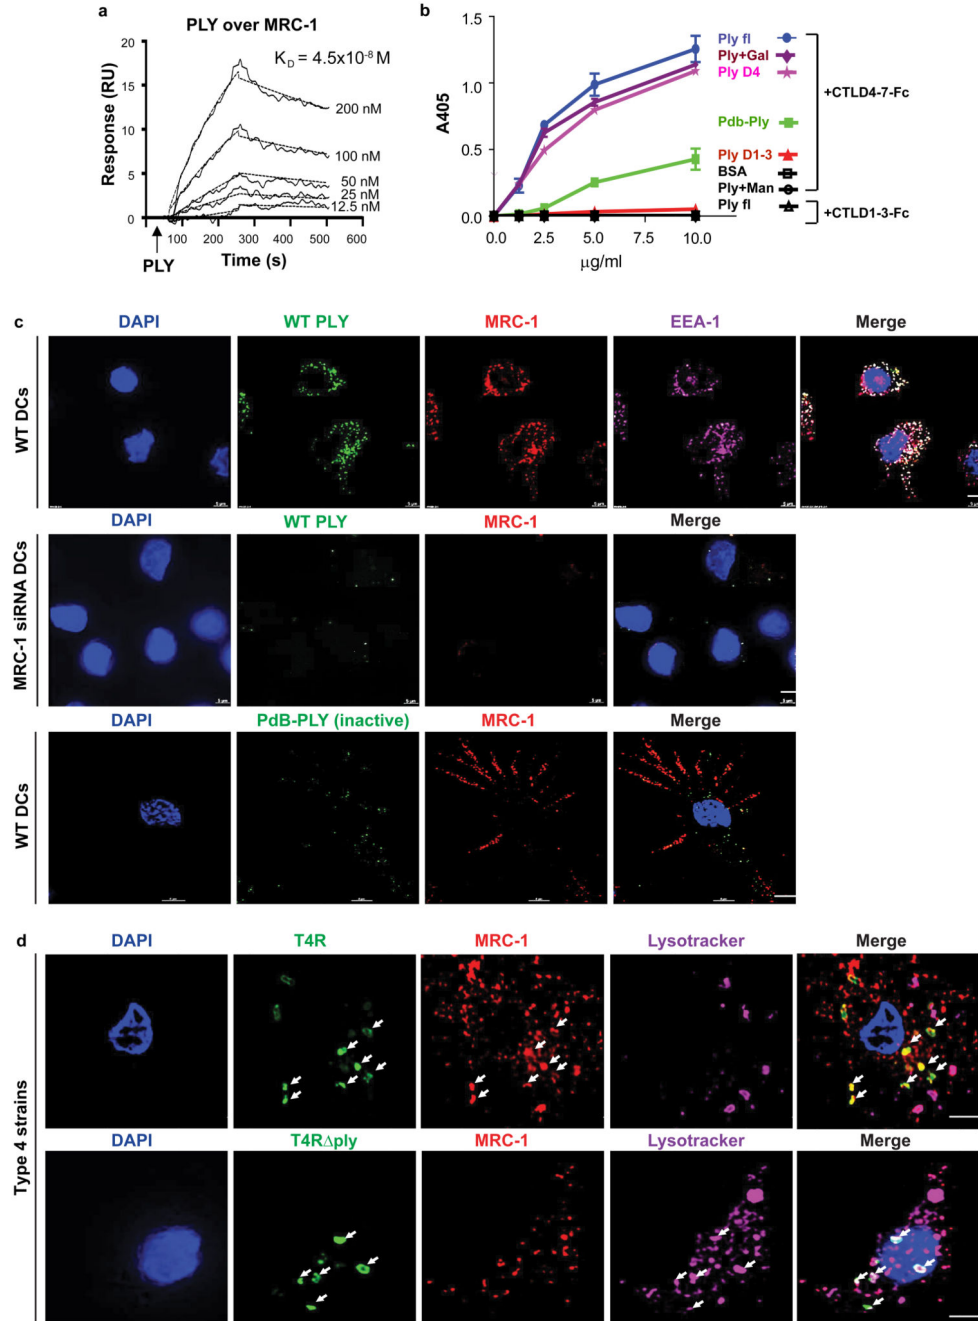 a
PLY over MRC-1
K_D = 4.5x10^-8 M
20
15
10
5
0
Response (RU)
200 nM
100 nM
50 nM
25 nM
12.5 nM
100 200 300 400 500 600
Time (s)
PLY
b
1.5
1.0
0.5
0.0
A405
0.0 2.5 5.0 7.5 10.0
μg/ml
Ply fl
Ply+Gal
Ply D4
Pdb-Ply
Ply D1-3
BSA
Ply+Man
Ply fl
+CTLD4-7-Fc
+CTLD1-3-Fc
c
DAPI WT PLY MRC-1 EEA-1 Merge
WT DCs
DAPI WT PLY MRC-1 Merge
MRC-1 siRNA DCs
DAPI PdB-PLY (inactive) MRC-1 Merge
WT DCs
d
DAPI T4R MRC-1 Lysotracker Merge
Type 4 strains
DAPI T4RΔply MRC-1 Lysotracker Merge